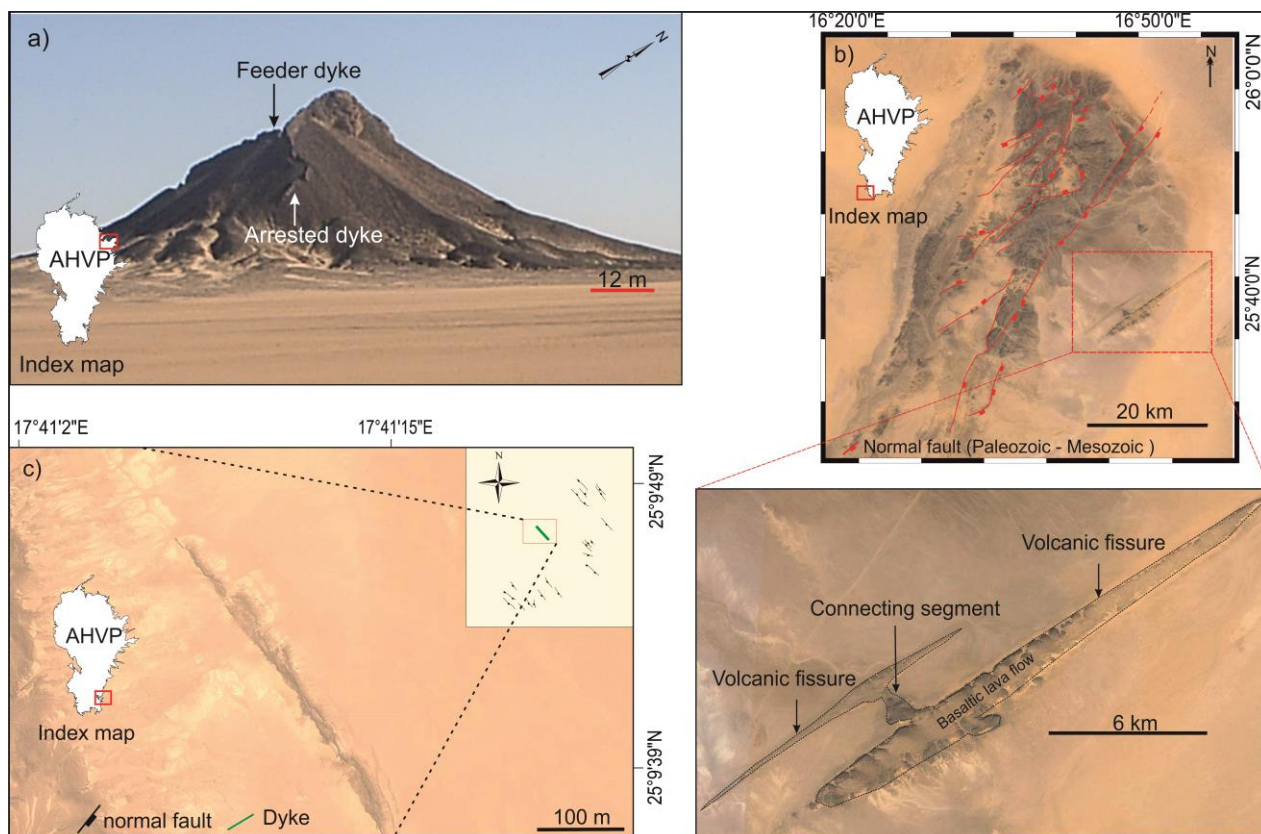 a)
N
Feeder dyke
Arrested dyke
AHVP
Index map
12 m
16°20'0"E
16°50'0"E
b)
N
AHVP
Index map
26°0'0"N
25°40'0"N
20 km
Normal fault (Paleozoic - Mesozoic )
17°41'2"E
17°41'15"E
c)
N
AHVP
Index map
25°9'49"N
25°9'39"N
normal fault
Dyke
100 m
Volcanic fissure
Connecting segment
Volcanic fissure
Basaltic lava flow
6 km